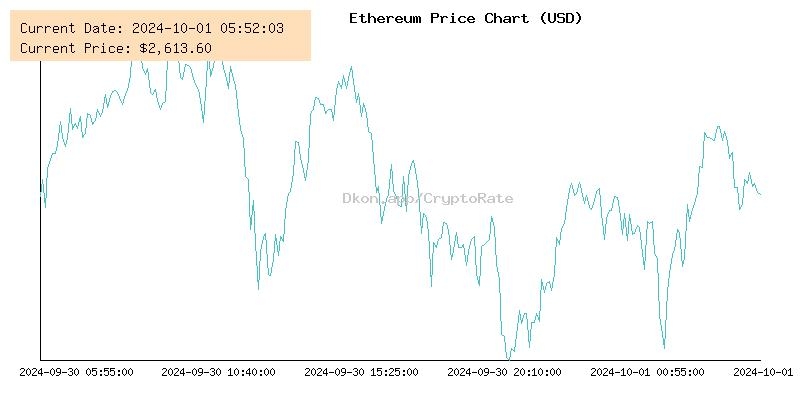 Ethereum Price Chart (USD)
Current Date: 2024-10-01 05:52:03
Current Price: $2,613.60
Dkon.app/CryptoRate
2024-09-30 05:55:00
2024-09-30 10:40:00
2024-09-30 15:25:00
2024-09-30 20:10:00
2024-10-01 00:55:00
2024-10-01